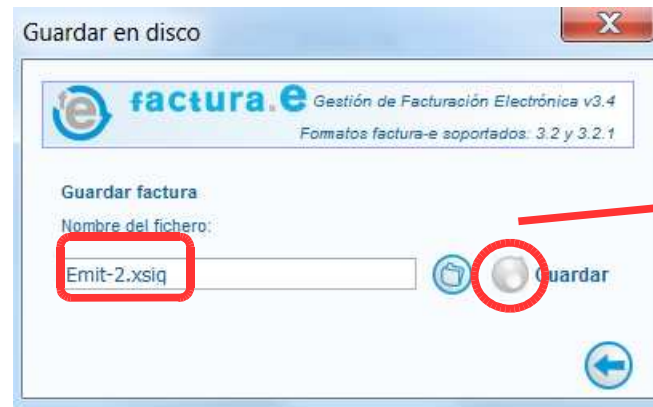 Guardar en disco
factura.e Gestión de Facturación Electrónica v3.4
Formatos factura-e soportados: 3.2 y 3.2.1
Guardar factura
Nombre del fichero:
Emit-2.xsig
Guardar